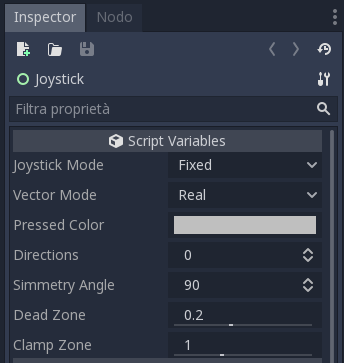 Inspector Nodo
Joystick
Filtra proprietà
Script Variables
Joystick Mode Fixed
Vector Mode Real
Pressed Color
Directions 0
Simmetry Angle 90
Dead Zone 0.2
Clamp Zone 1